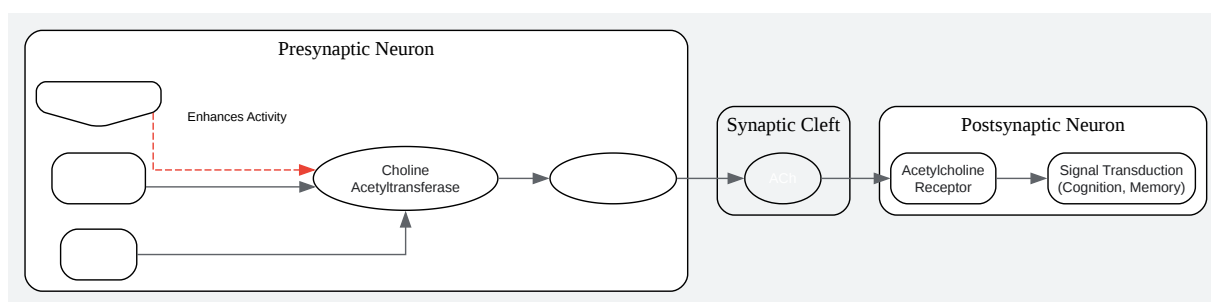 Presynaptic Neuron
Enhances Activity
Choline
Acetyltransferase
Synaptic Cleft
ACh
Postsynaptic Neuron
Acetylcholine
Receptor
Signal Transduction
(Cognition, Memory)